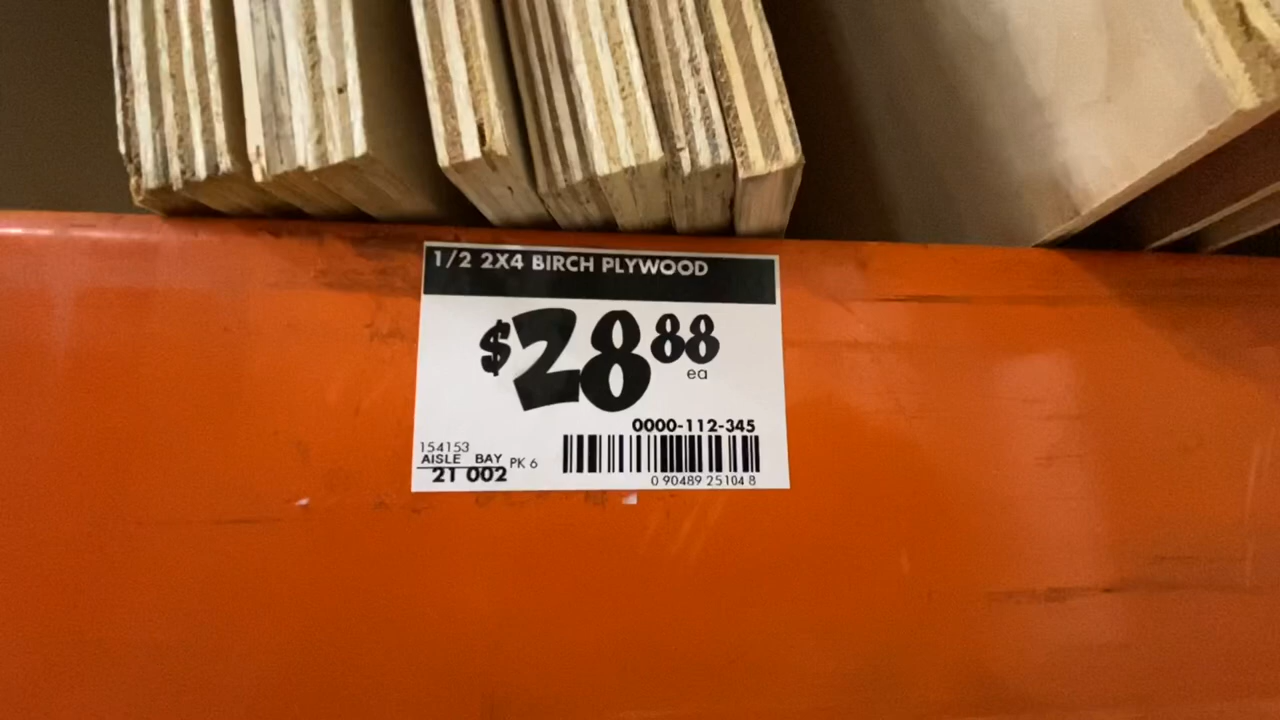 1/2 2X4 BIRCH PLYWOOD
$28 88
ea
0000-112-345
154153
AISLE BAY
21 002
PK 6
0 90489 25104 8